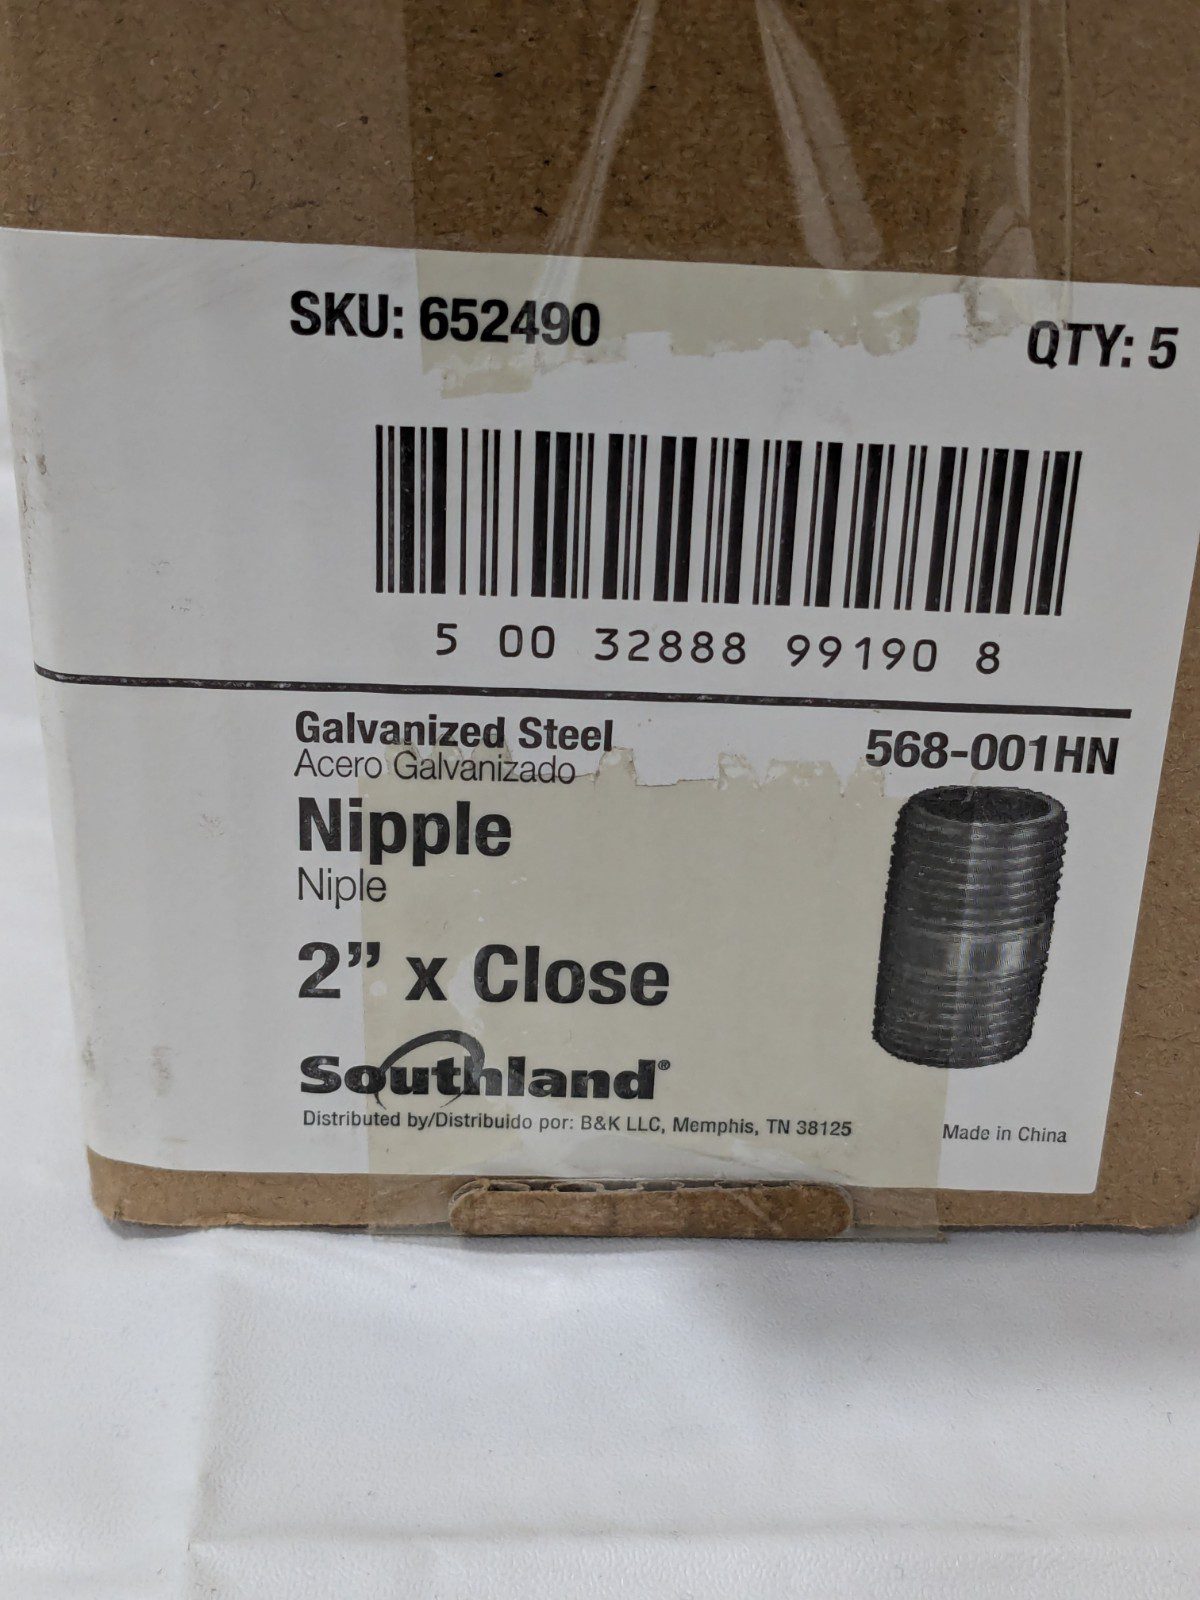 SKU: 652490
QTY: 5
5 00 32888 99190 8
Galvanized Steel
568-001HN
Acero Galvanizado
Nipple
Niple
2” x Close
Southland®
Distributed by/Distribuido por: B&K LLC, Memphis, TN 38125
Made in China